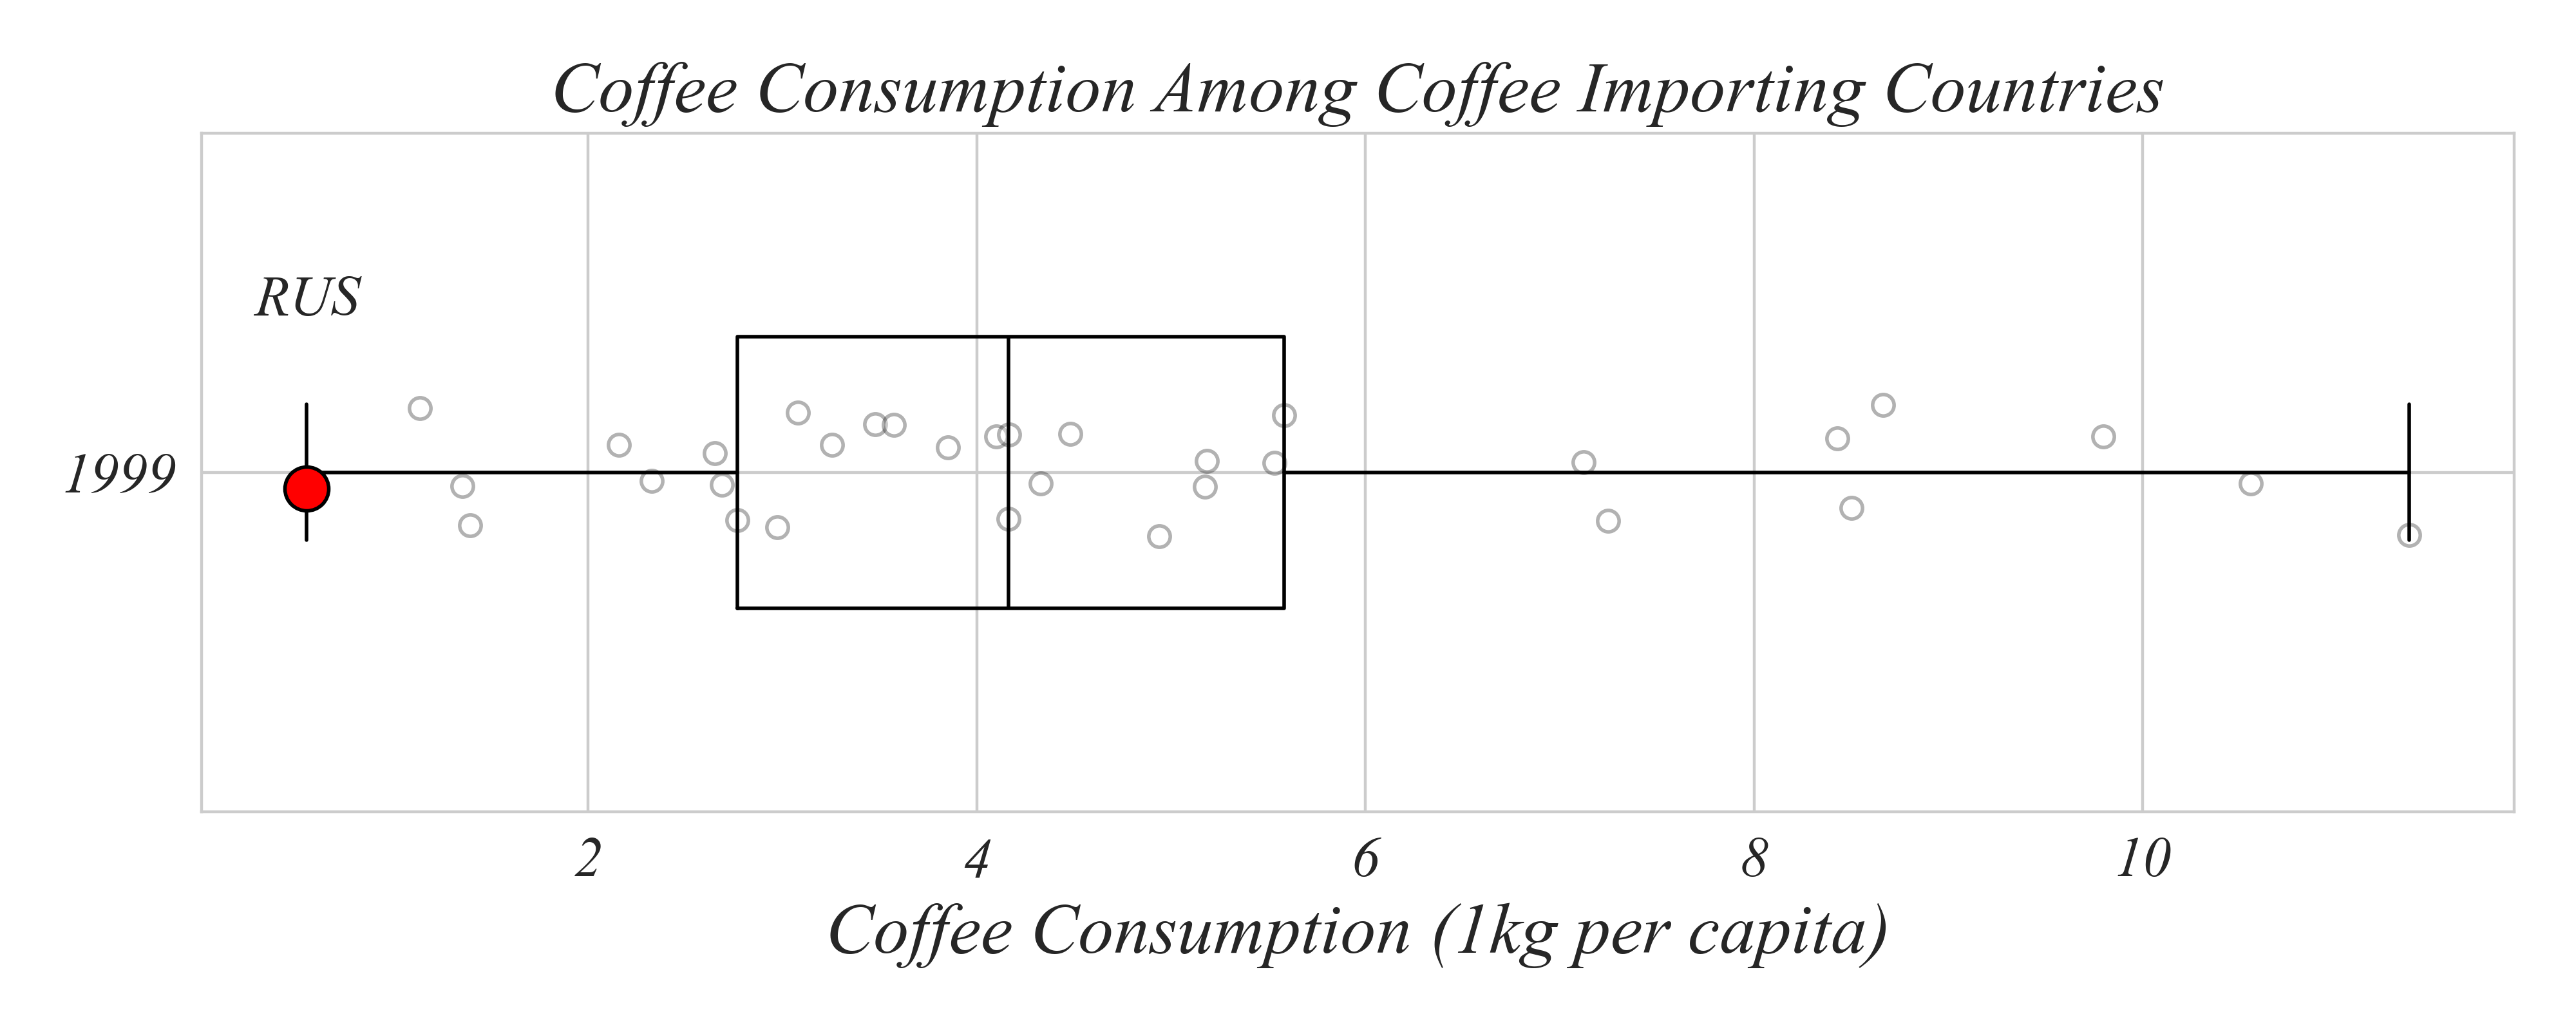 Coffee Consumption Among Coffee Importing Countries
RUS
1999
2 4 6 8 10
Coffee Consumption (1kg per capita)